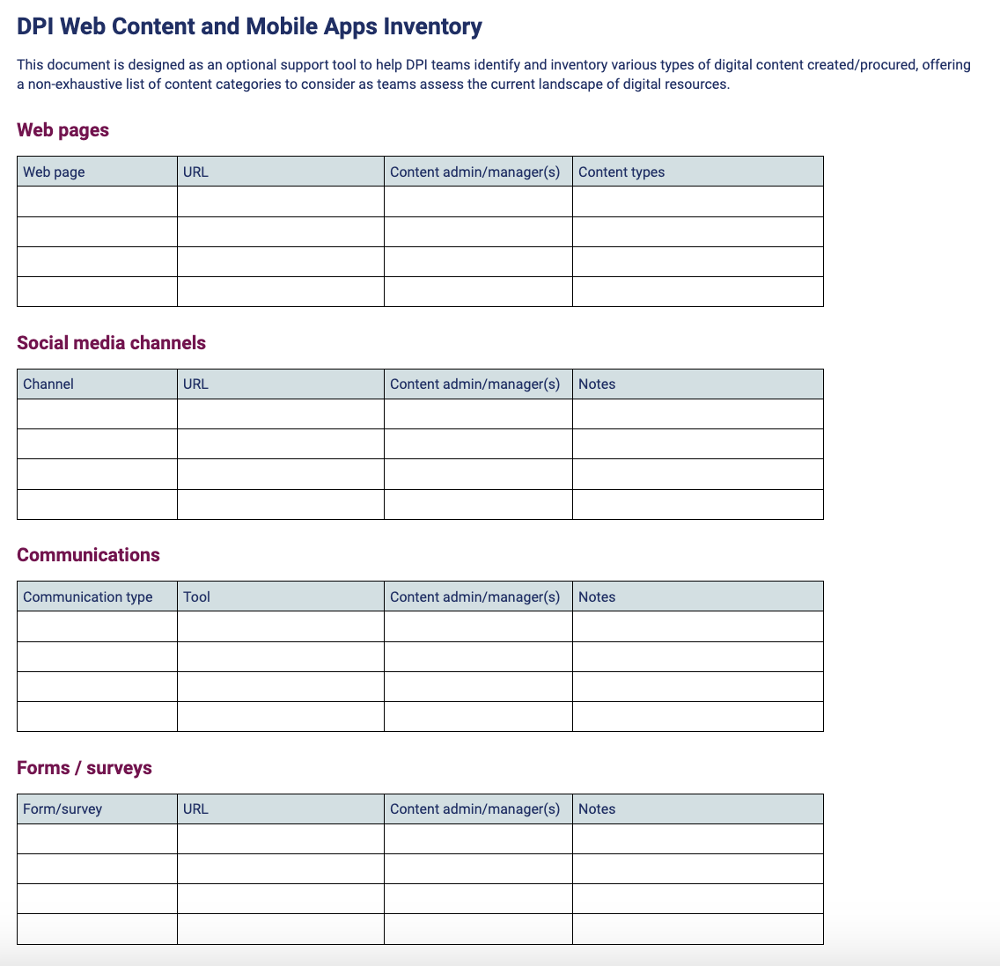 DPI Web Content and Mobile Apps Inventory
This document is designed as an optional support tool to help DPI teams identify and inventory various types of digital content created/procured, offering
a non-exhaustive list of content categories to consider as teams assess the current landscape of digital resources.
Web pages
Web page URL Content admin/manager(s) Content types
Social media channels
Channel URL Content admin/manager(s) Notes
Communications
Communication type Tool Content admin/manager(s) Notes
Forms / surveys
Form/survey URL Content admin/manager(s) Notes